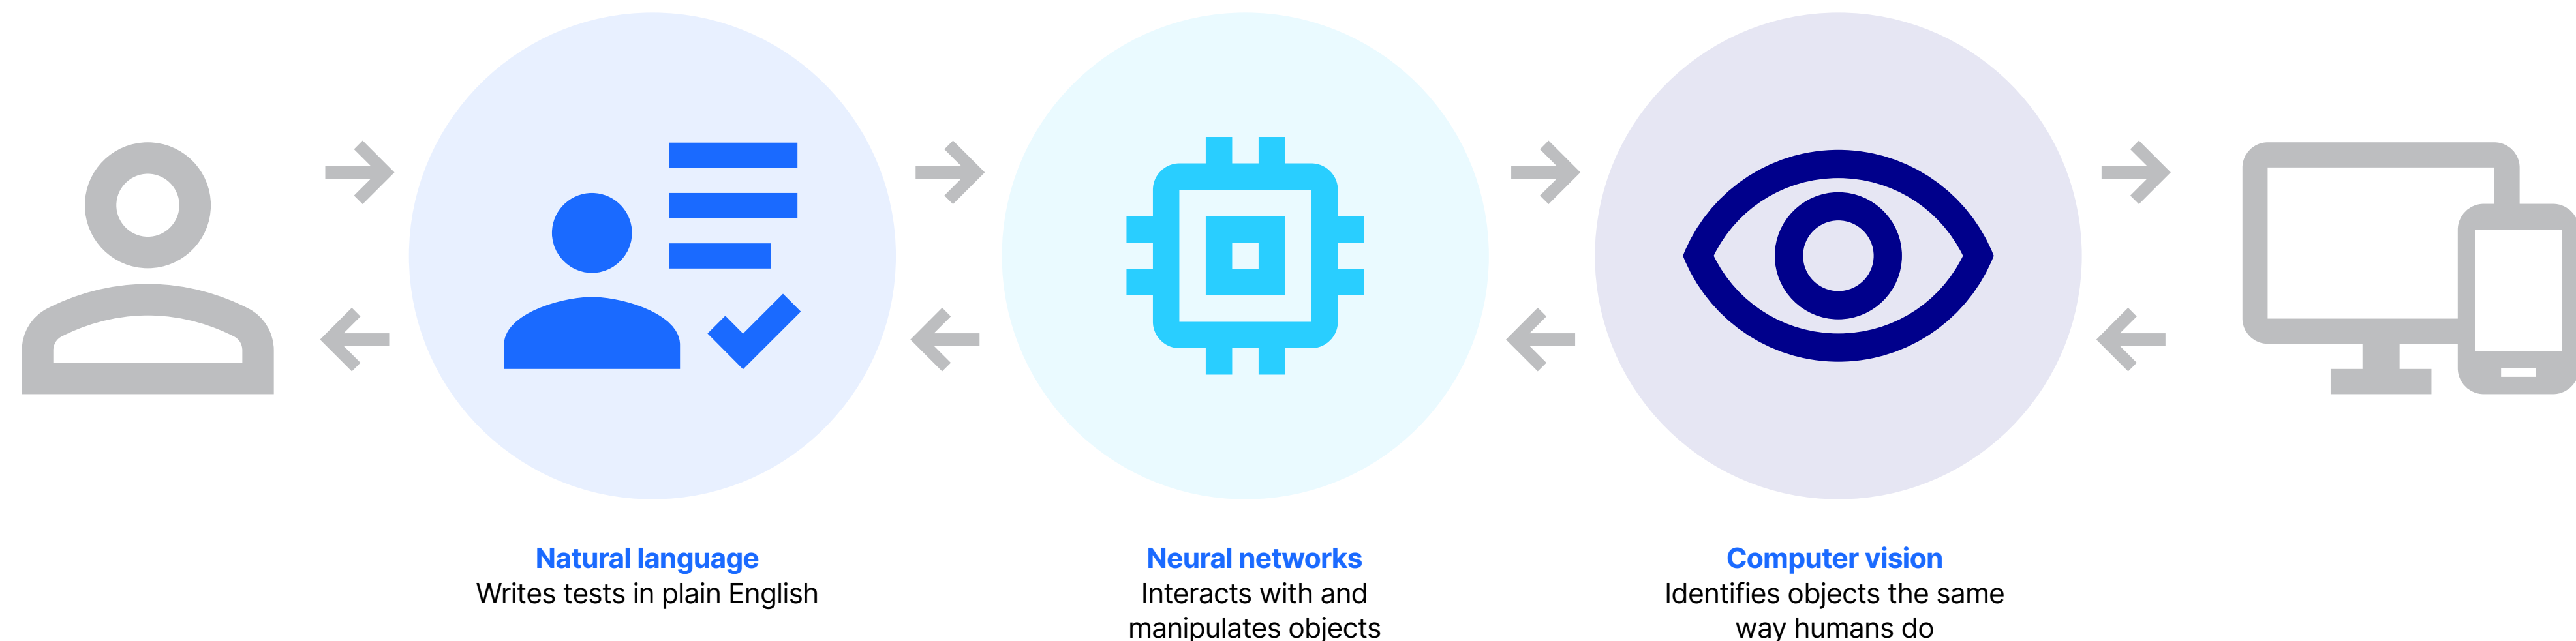 Natural language
Writes tests in plain English
Neural networks
Interacts with and
manipulates objects
Computer vision
Identifies objects the same
way humans do